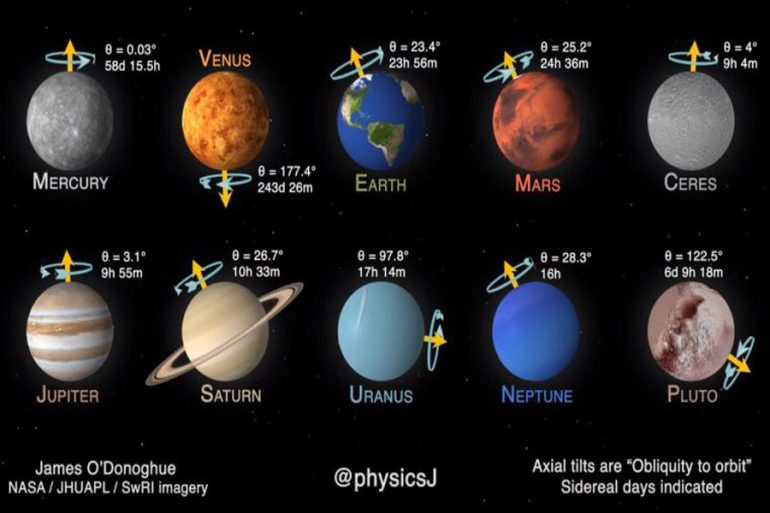 θ = 0.03°
58d 15.5h
MERCURY
VENUS
θ = 177.4°
243d 26m
θ = 23.4°
23h 56m
EARTH
θ = 25.2°
24h 36m
MARS
θ = 4°
9h 4m
CERES
θ = 3.1°
9h 55m
JUPITER
θ = 26.7°
10h 33m
SATURN
θ = 97.8°
17h 14m
URANUS
θ = 28.3°
16h
NEPTUNE
θ = 122.5°
6d 9h 18m
PLUTO
James O'Donoghue
NASA / JHUAPL / SwRI imagery
@physicsJ
Axial tilts are “Obliquity to orbit”
Sidereal days indicated